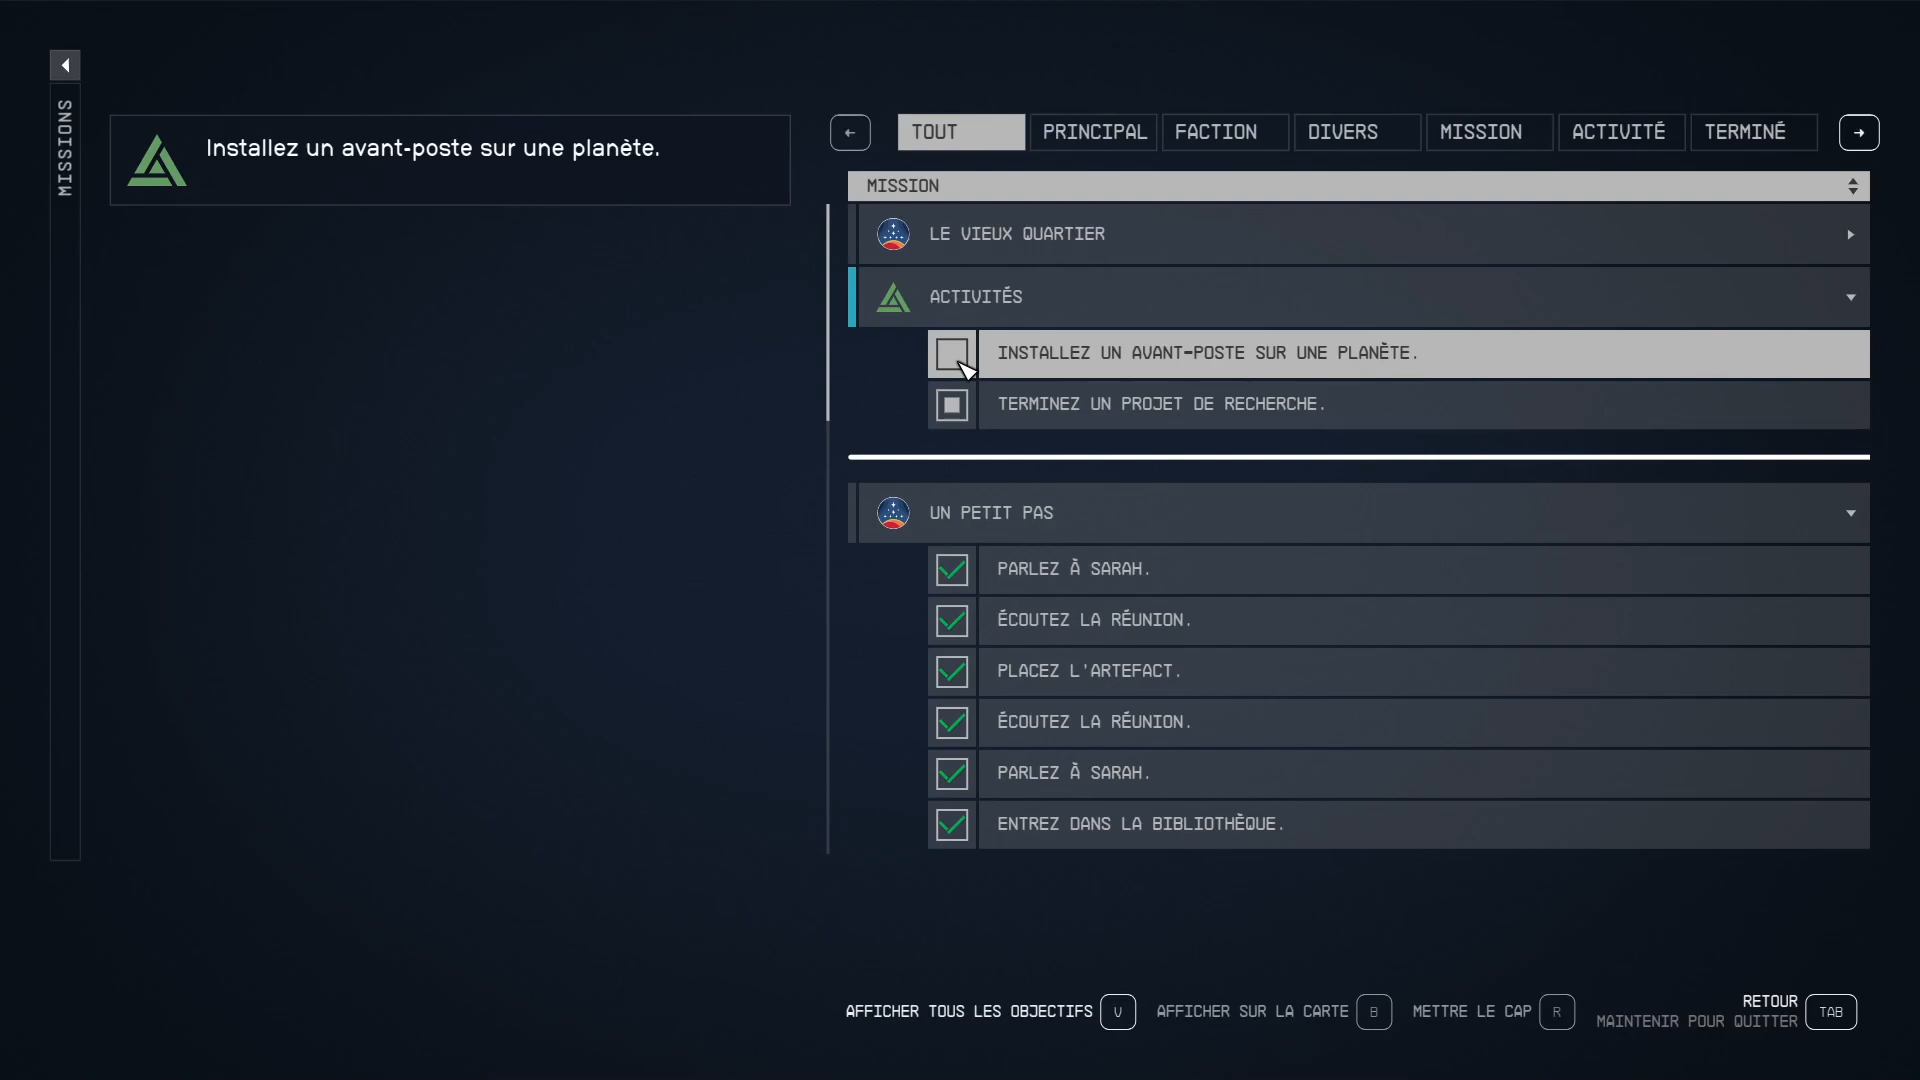 MISSIONS
Installez un avant-poste sur une planète.
TOUT
PRINCIPAL
FACTION
DIVERS
MISSION
ACTIVITÉ
TERMINÉ
MISSION
LE VIEUX QUARTIER
ACTIVITÉS
INSTALLEZ UN AVANT-POSTE SUR UNE PLANÈTE.
TERMINEZ UN PROJET DE RECHERCHE.
UN PETIT PAS
PARLEZ À SARAH.
ÉCOUTEZ LA RÉUNION.
PLACEZ L'ARTEFACT.
ÉCOUTEZ LA RÉUNION.
PARLEZ À SARAH.
ENTREZ DANS LA BIBLIOTHÈQUE.
AFFICHER TOUS LES OBJECTIFS V
AFFICHER SUR LA CARTE B
METTRE LE CAP R
RETOUR
MAINTENIR POUR QUITTER
TAB